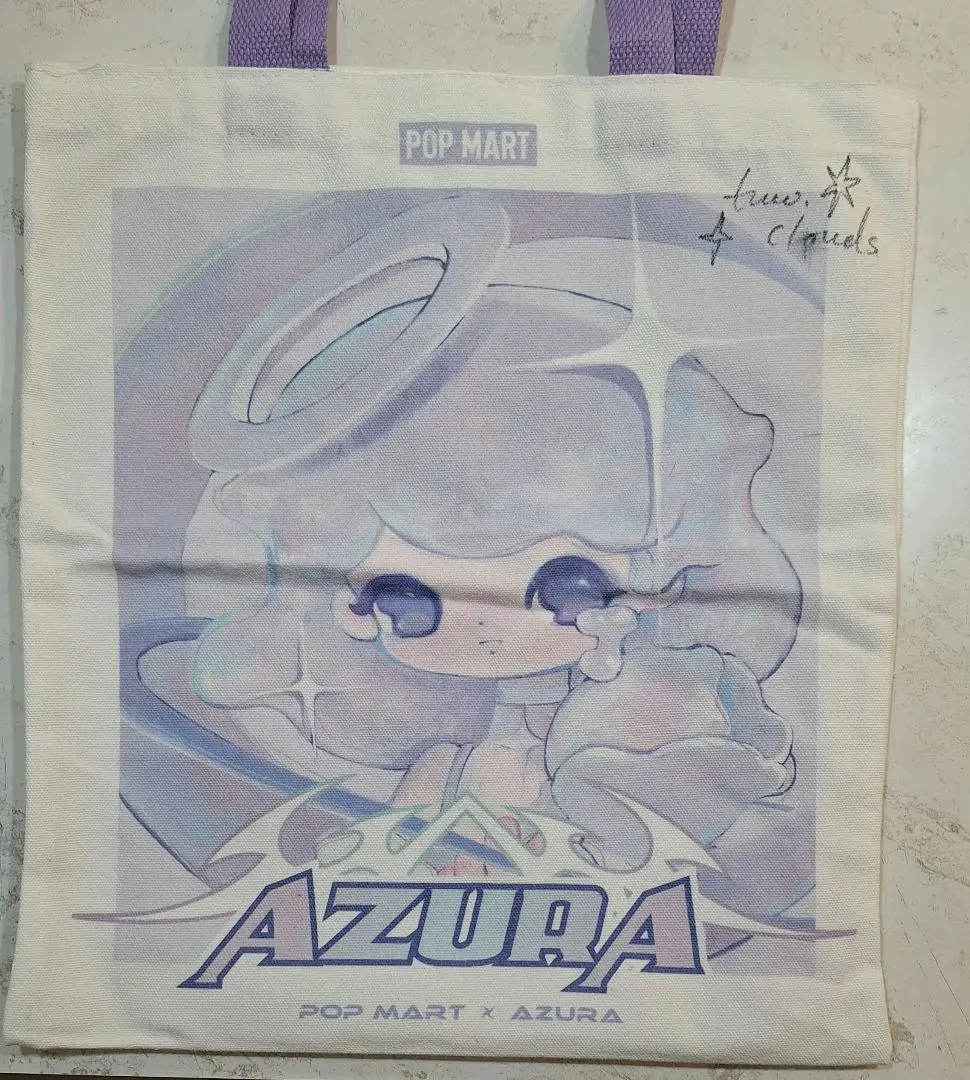 POP MART
two.
clouds
AZURA
POP MART × AZURA